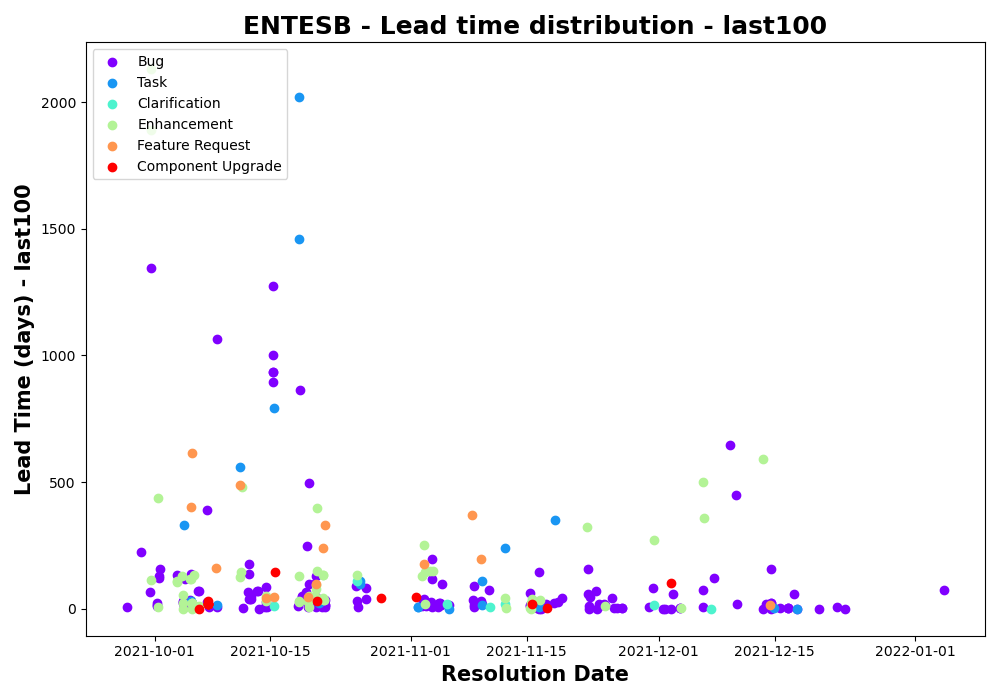 ENTESB - Lead time distribution - last100
Bug
Task
Clarification
Enhancement
Feature Request
Component Upgrade
Lead Time (days) - last100
2000
1500
1000
500
0
2021-10-01
2021-10-15
2021-11-01
2021-11-15
2021-12-01
2021-12-15
2022-01-01
Resolution Date